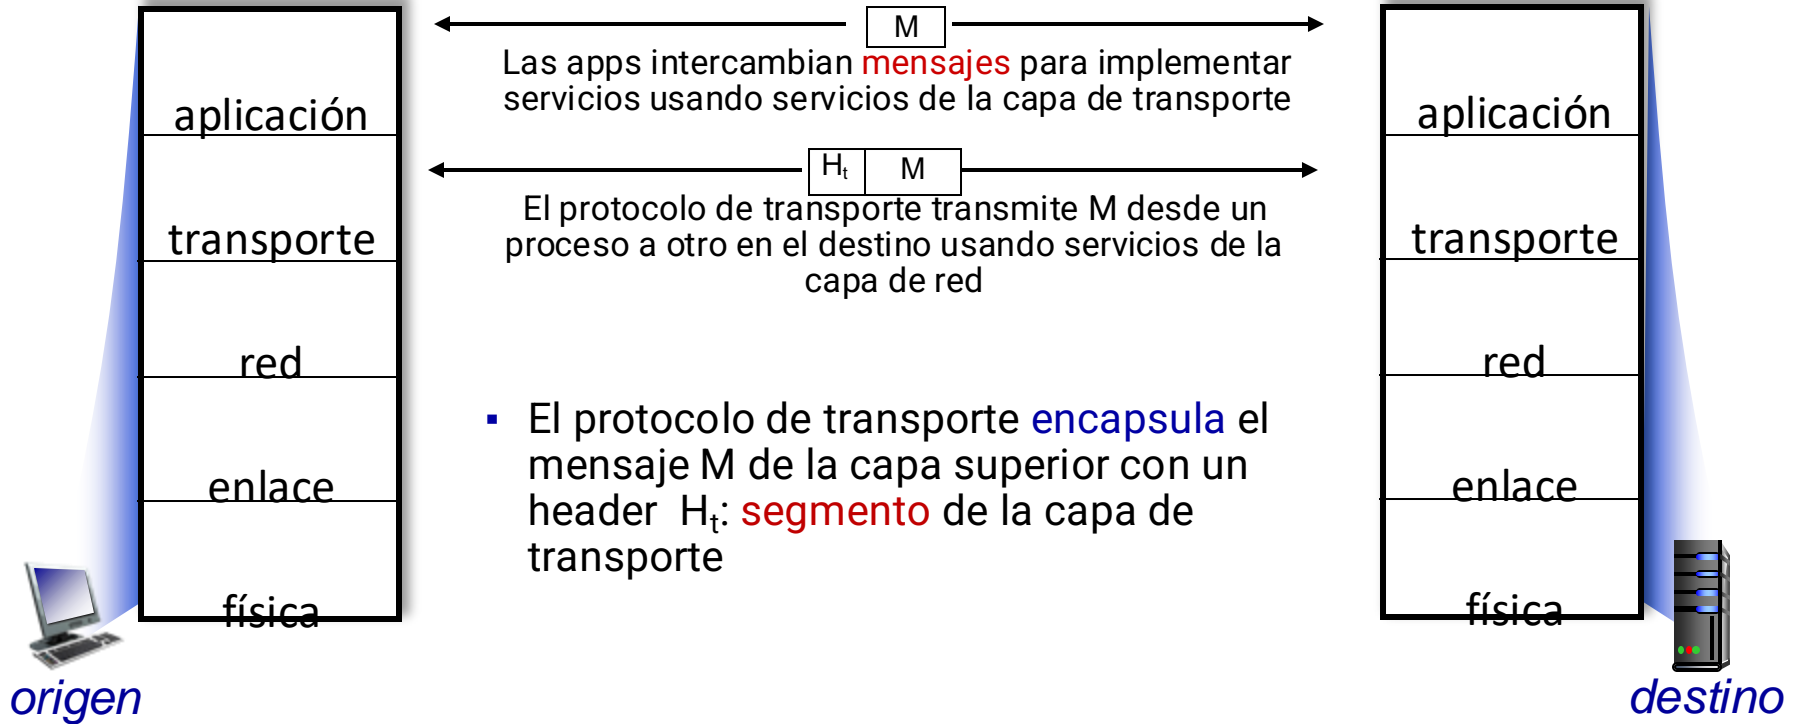 M
Las apps intercambian mensajes para implementar
servicios usando servicios de la capa de transporte
aplicación
aplicación
Hₜ M
El protocolo de transporte transmite M desde un
proceso a otro en el destino usando servicios de la
capa de red
transporte
transporte
red
red
▪ El protocolo de transporte encapsula el
mensaje M de la capa superior con un
header Hₜ: segmento de la capa de
transporte
enlace
enlace
física
física
origen
destino